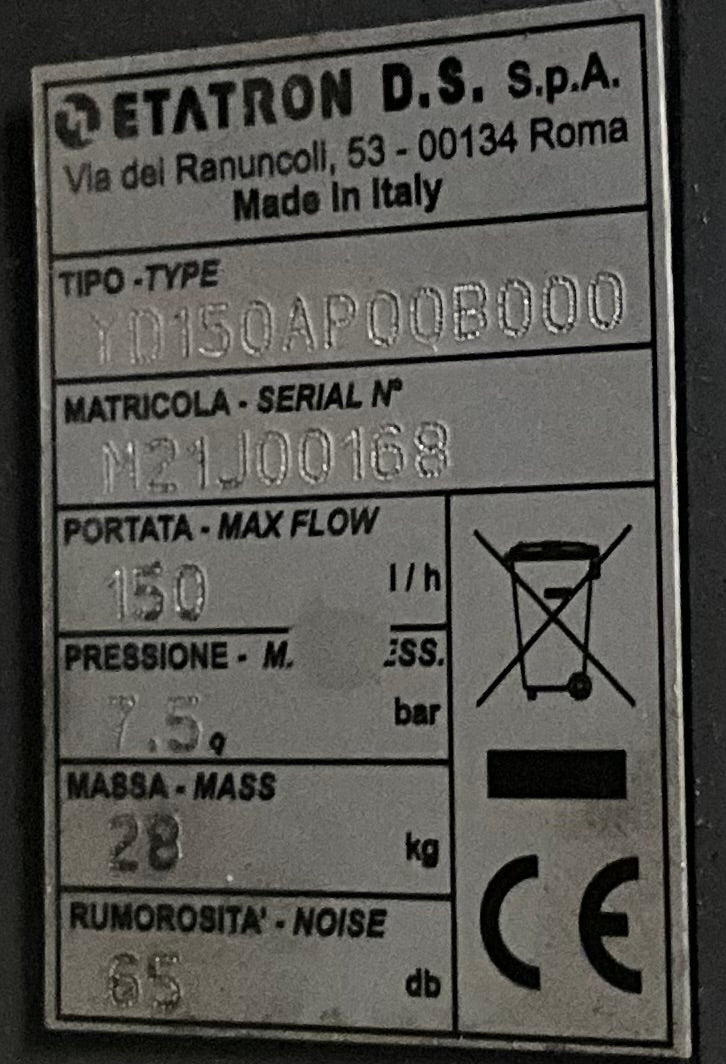 ETATRON D.S. S.p.A.
Via dei Ranuncoli, 53 - 00134 Roma
Made in Italy
TIPO - TYPE
YD150AP00B000
MATRICOLA - SERIAL N°
M21J00168
PORTATA - MAX FLOW
150 l/h
PRESSIONE - M. ESS.
7.5 bar
MASSA - MASS
28 kg
RUMOROSITA' - NOISE
65 db
CE